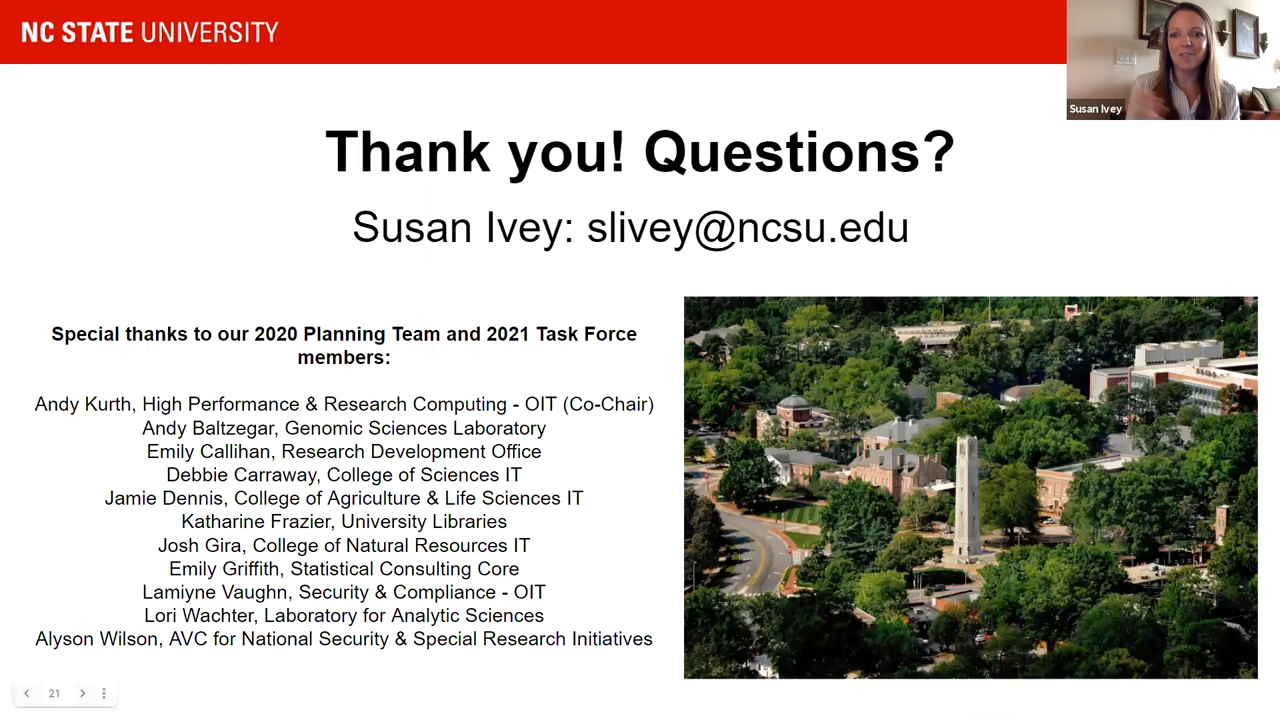 NC STATE UNIVERSITY
Susan Ivey
Thank you! Questions?
Susan Ivey: slivey@ncsu.edu
Special thanks to our 2020 Planning Team and 2021 Task Force
members:
Andy Kurth, High Performance & Research Computing - OIT (Co-Chair)
Andy Baltzegar, Genomic Sciences Laboratory
Emily Callihan, Research Development Office
Debbie Carraway, College of Sciences IT
Jamie Dennis, College of Agriculture & Life Sciences IT
Katharine Frazier, University Libraries
Josh Gira, College of Natural Resources IT
Emily Griffith, Statistical Consulting Core
Lamiyne Vaughn, Security & Compliance - OIT
Lori Wachter, Laboratory for Analytic Sciences
Alyson Wilson, AVC for National Security & Special Research Initiatives
21